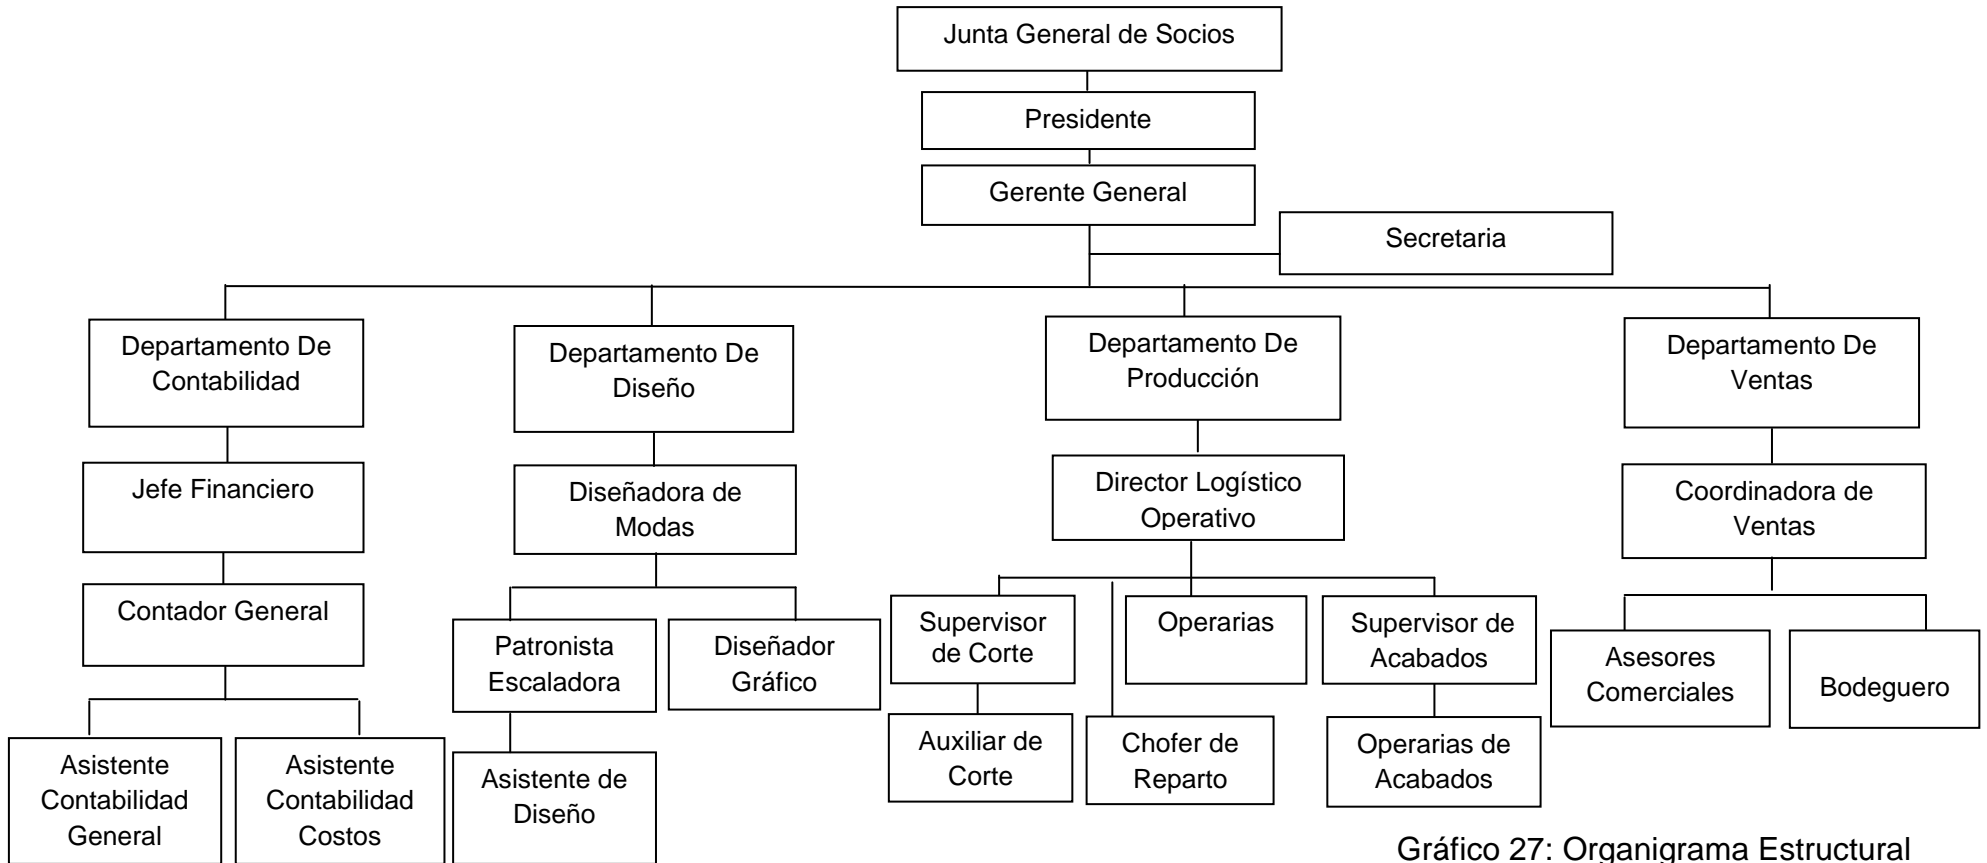 Junta General de Socios
Presidente
Gerente General
Secretaria
Departamento De
Contabilidad
Departamento De
Diseño
Departamento De
Producción
Departamento De
Ventas
Jefe Financiero
Diseñadora de
Modas
Director Logístico
Operativo
Coordinadora de
Ventas
Contador General
Patronista
Escaladora
Diseñador
Gráfico
Supervisor
de Corte
Operarias
Supervisor de
Acabados
Asesores
Comerciales
Bodeguero
Asistente
Contabilidad
General
Asistente
Contabilidad
Costos
Asistente de
Diseño
Auxiliar de
Corte
Chofer de
Reparto
Operarias de
Acabados
Gráfico 27: Organigrama Estructural